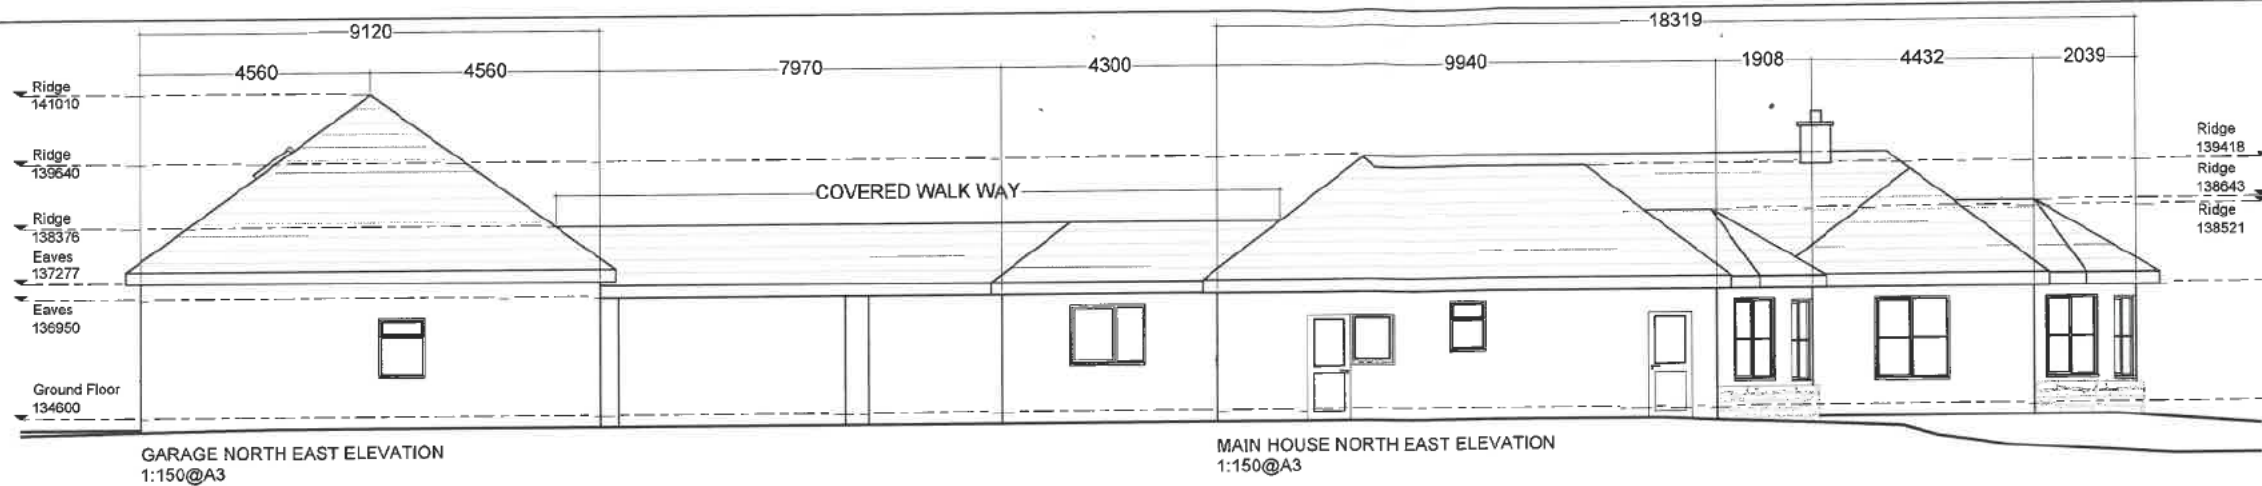 9120
18319
4560
4560
7970
4300
9940
1908
4432
2039
Ridge
141010
Ridge
139640
Ridge
138376
Eaves
137277
Eaves
136950
Ground Floor
134600
COVERED WALK WAY
Ridge
139418
Ridge
138643
Ridge
138521
GARAGE NORTH EAST ELEVATION
1:150@A3
MAIN HOUSE NORTH EAST ELEVATION
1:150@A3